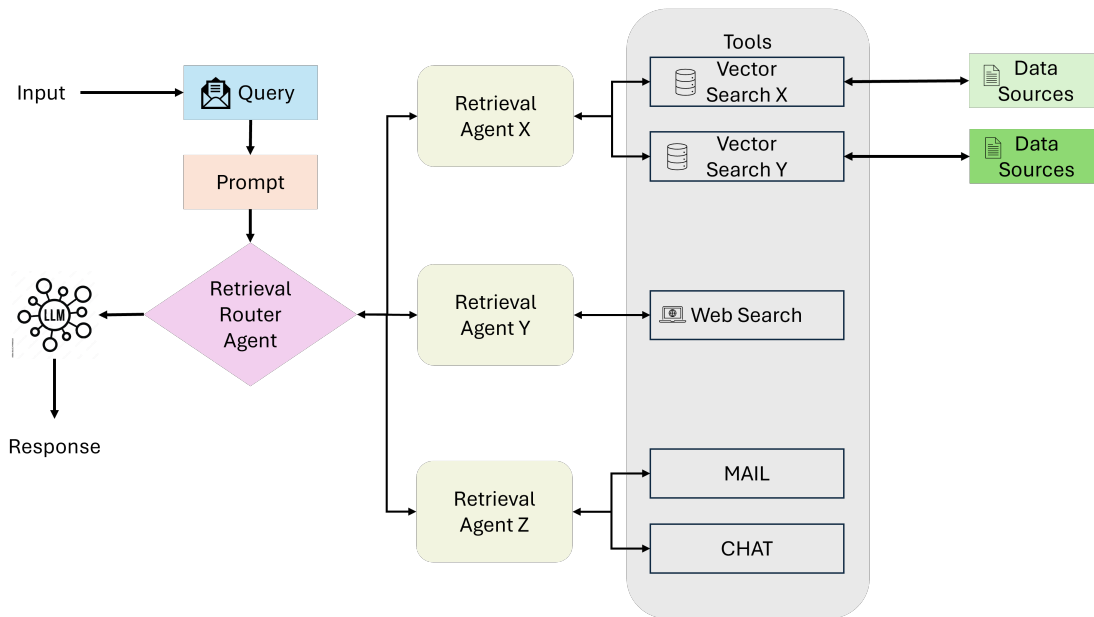 Tools
Input
Query
Prompt
Retrieval
Router
Agent
LLM
Response
Retrieval
Agent X
Retrieval
Agent Y
Retrieval
Agent Z
Vector
Search X
Vector
Search Y
Web Search
MAIL
CHAT
Data
Sources
Data
Sources